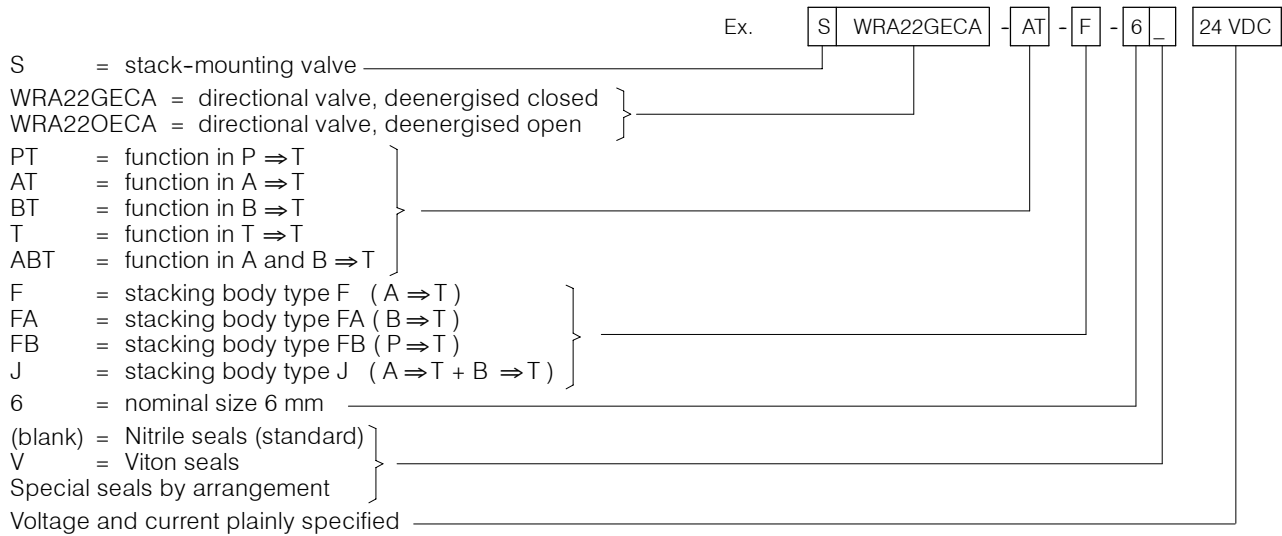 Ex. S WRA22GECA - AT - F - 6 _ 24 VDC
S = stack-mounting valve
WRA22GECA = directional valve, deenergised closed
WRA22OECA = directional valve, deenergised open
PT = function in P ⇒ T
AT = function in A ⇒ T
BT = function in B ⇒ T
T = function in T ⇒ T
ABT = function in A and B ⇒ T
F = stacking body type F ( A ⇒ T )
FA = stacking body type FA ( B ⇒ T )
FB = stacking body type FB ( P ⇒ T )
J = stacking body type J ( A ⇒ T + B ⇒ T )
6 = nominal size 6 mm
(blank) = Nitrile seals (standard)
V = Viton seals
Special seals by arrangement
Voltage and current plainly specified